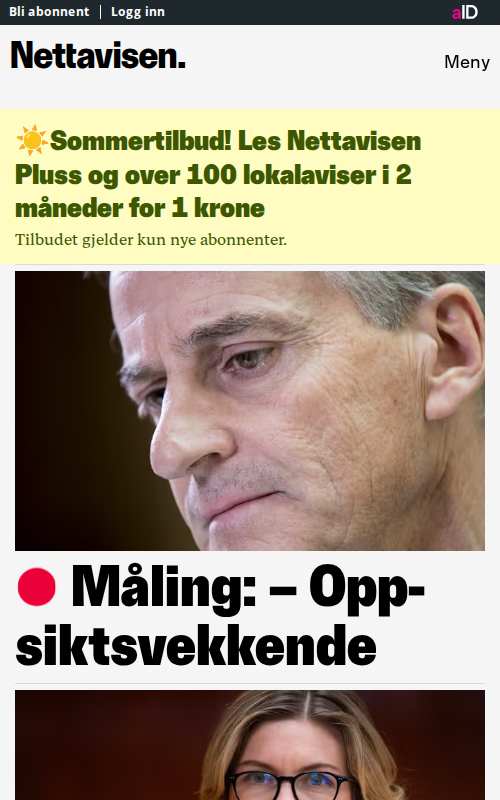 Bli abonnent | Logg inn
aID
Nettavisen.
Meny
☀️Sommertilbud! Les Nettavisen
Pluss og over 100 lokalaviser i 2
måneder for 1 krone
Tilbudet gjelder kun nye abonnenter.
🔴 Måling: – Opp-
siktsvekkende